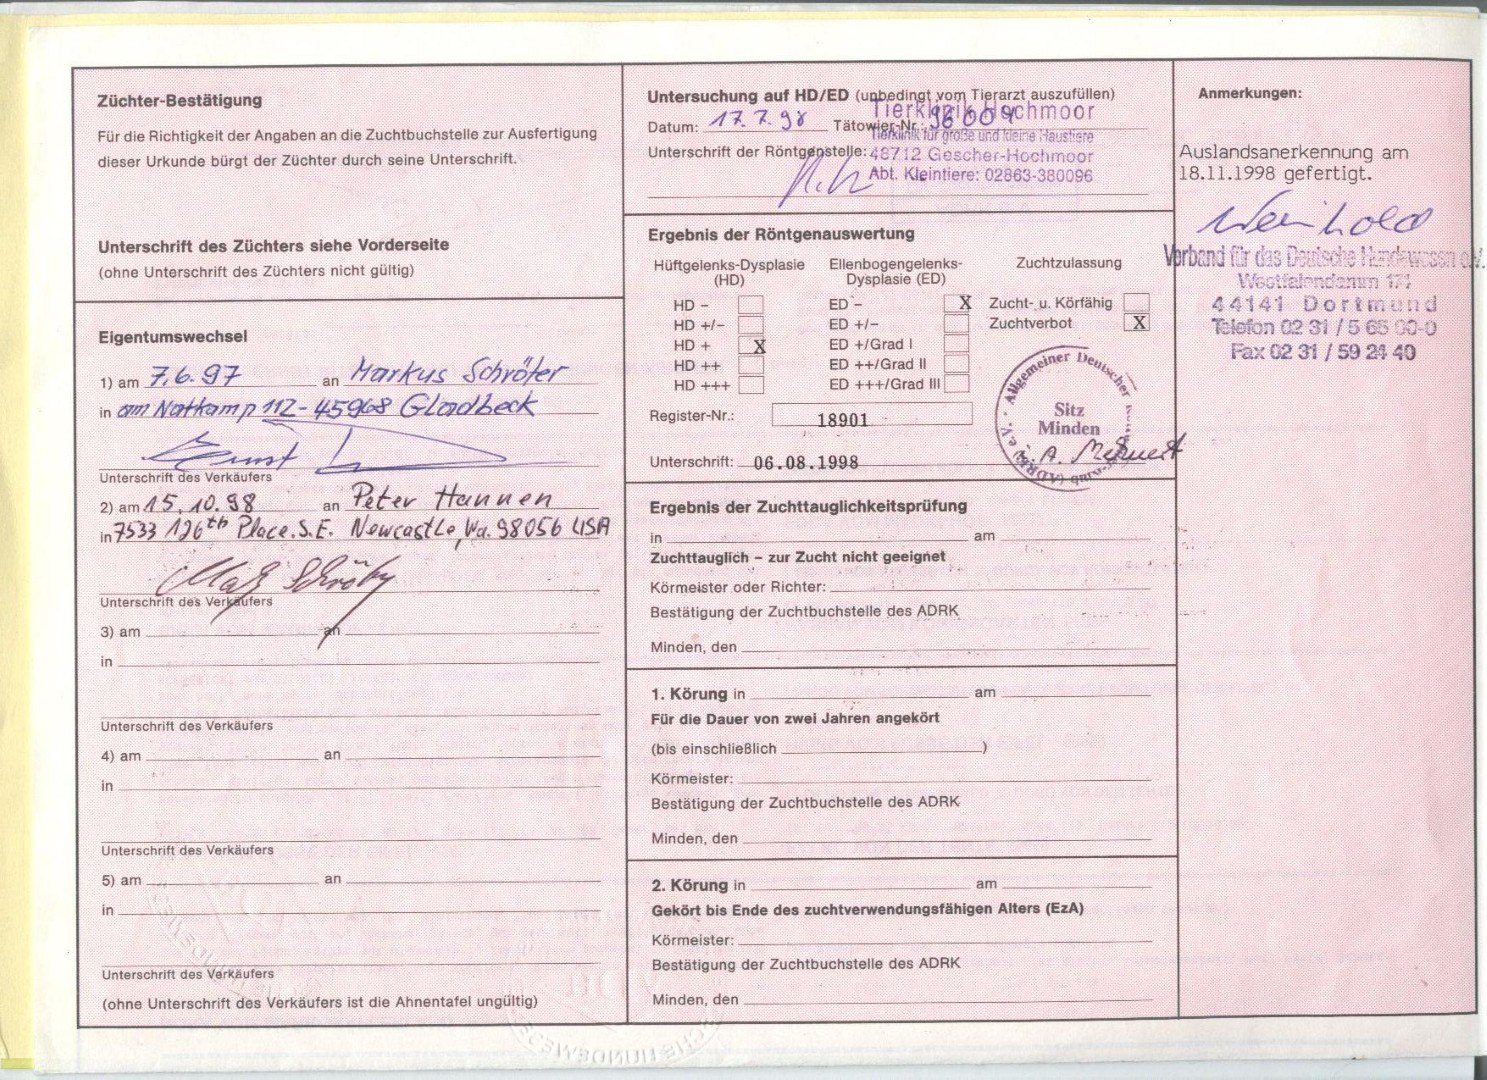 Züchter-Bestätigung
Für die Richtigkeit der Angaben an die Zuchtbuchstelle zur Ausfertigung
dieser Urkunde bürgt der Züchter durch seine Unterschrift.
Unterschrift des Züchters siehe Vorderseite
(ohne Unterschrift des Züchters nicht gültig)
Eigentumswechsel
1) am 7.6.97 an Markus Schröter
in am Nattkamp 112-45968 Gladbeck
Ernst
Unterschrift des Verkäufers
2) am 15.10.98 an Peter Hannen
in 7533 126th Place.S.E. Newcastle, Wa. 98056 USA
Unterschrift des Verkäufers
3) am an
in
Unterschrift des Verkäufers
4) am an
in
Unterschrift des Verkäufers
5) am an
in
Unterschrift des Verkäufers
(ohne Unterschrift des Verkäufers ist die Ahnentafel ungültig)
Untersuchung auf HD/ED (unbedingt vom Tierarzt auszufüllen)
Tierklinik Hochmoor
Datum: 17.7.98 Tätowier-Nr.: 96004
Tierklinik für große und kleine Haustiere
Unterschrift der Röntgenstelle: 48712 Gescher-Hochmoor
Abt. Kleintiere: 02863-380096
Ergebnis der Röntgenauswertung
Hüftgelenks-Dysplasie Ellenbogengelenks- Zuchtzulassung
(HD) Dysplasie (ED)
HD – ED – X Zucht- u. Körfähig
HD +/– ED +/– Zuchtverbot X
HD + X ED +/Grad I
HD ++ ED ++/Grad II
HD +++ ED +++/Grad III
Allgemeiner Deutscher
(ADRK) e.V.
Sitz
Minden
Register-Nr.: 18901
Unterschrift: 06.08.1998
Ergebnis der Zuchttauglichkeitsprüfung
in am
Zuchttauglich – zur Zucht nicht geeignet
Körmeister oder Richter:
Bestätigung der Zuchtbuchstelle des ADRK
Minden, den
1. Körung in am
Für die Dauer von zwei Jahren angekört
(bis einschließlich )
Körmeister:
Bestätigung der Zuchtbuchstelle des ADRK
Minden, den
2. Körung in am
Gekört bis Ende des zuchtverwendungsfähigen Alters (EzA)
Körmeister:
Bestätigung der Zuchtbuchstelle des ADRK
Minden, den
Anmerkungen:
Auslandsanerkennung am
18.11.1998 gefertigt.
Weinhold
Verband für das Deutsche Hundewesen e.V.
Westfalendamm 174
44141 Dortmund
Telefon 02 31 / 5 65 00-0
Fax 02 31 / 59 24 40